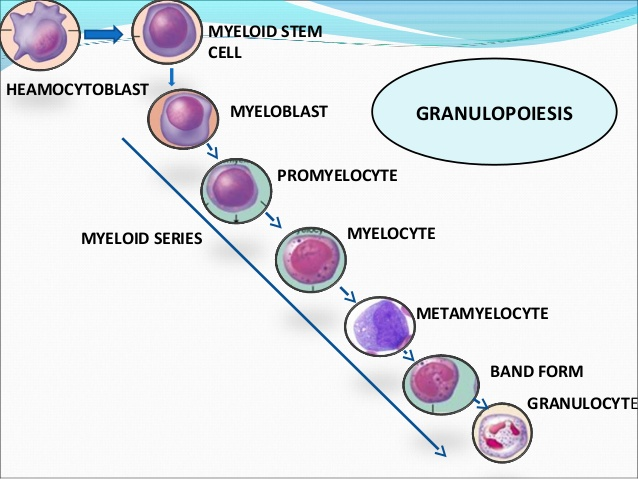 MYELOID STEM
CELL
HEAMOCYTOBLAST
MYELOBLAST
GRANULOPOIESIS
PROMYELOCYTE
MYELOID SERIES
MYELOCYTE
METAMYELOCYTE
BAND FORM
GRANULOCYTE